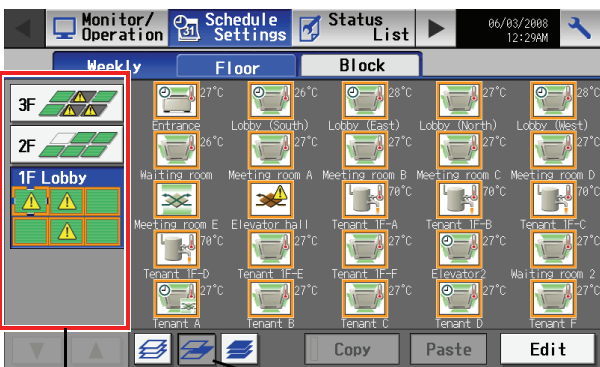 Monitor/ Operation
Schedule Settings
Status List
06/03/2008
12:29AM
Weekly Floor Block
3F
2F
1F Lobby
27°C 26°C 28°C 27°C 28°C
Entrance Lobby (South) Lobby (East) Lobby (North) Lobby (West)
26°C 27°C 27°C 27°C 27°C
Waiting room Meeting room A Meeting room B Meeting room C Meeting room D
70°C 70°C 70°C
Meeting room E Elevator hall Tenant 1F-A Tenant 1F-B Tenant 1F-C
70°C 27°C 27°C 27°C 27°C
Tenant 1F-D Tenant 1F-E Tenant 1F-F Elevator2 Waiting room 2
27°C 27°C 27°C 27°C 27°C
Tenant A Tenant B Tenant C Tenant D Tenant F
Copy Paste Edit